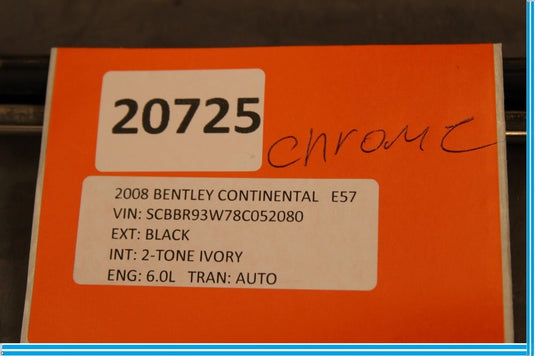 20725
chrome
2008 BENTLEY CONTINENTAL E57
VIN: SCBBR93W78C052080
EXT: BLACK
INT: 2-TONE IVORY
ENG: 6.0L TRAN: AUTO